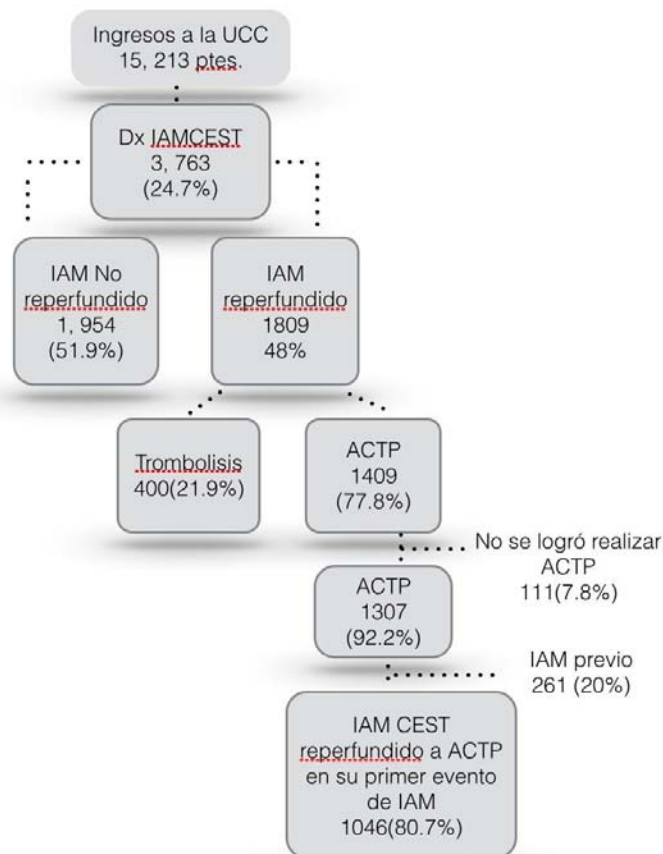 Ingresos a la UCC
15, 213 ptes.
Dx IAMCEST
3, 763
(24.7%)
IAM No
reperfundido
1, 954
(51.9%)
IAM
reperfundido
1809
48%
Trombolisis
400(21.9%)
ACTP
1409
(77.8%)
No se logró realizar
ACTP
111(7.8%)
ACTP
1307
(92.2%)
IAM previo
261 (20%)
IAM CEST
reperfundido a ACTP
en su primer evento
de IAM
1046(80.7%)